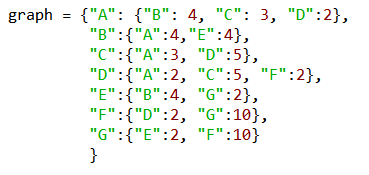 graph = {"A": {"B": 4, "C": 3, "D":2},
"B":{"A":4,"E":4},
"C":{"A":3, "D":5},
"D":{"A":2, "C":5, "F":2},
"E":{"B":4, "G":2},
"F":{"D":2, "G":10},
"G":{"E":2, "F":10}
}